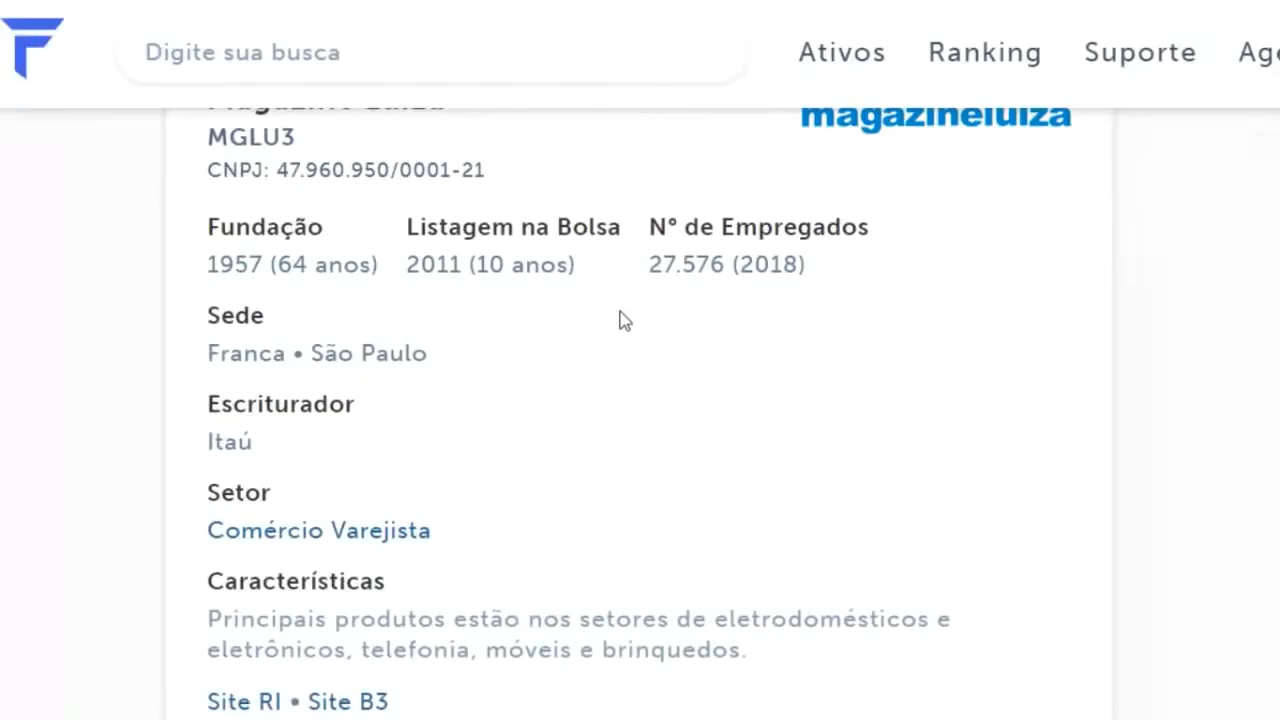 Digite sua busca
Ativos
Ranking
Suporte
Magazine Luiza
magazineluiza
MGLU3
CNPJ: 47.960.950/0001-21
Fundação
Listagem na Bolsa
N° de Empregados
1957 (64 anos)
2011 (10 anos)
27.576 (2018)
Sede
Franca • São Paulo
Escriturador
Itaú
Setor
Comércio Varejista
Características
Principais produtos estão nos setores de eletrodomésticos e
eletrônicos, telefonia, móveis e brinquedos.
Site RI • Site B3